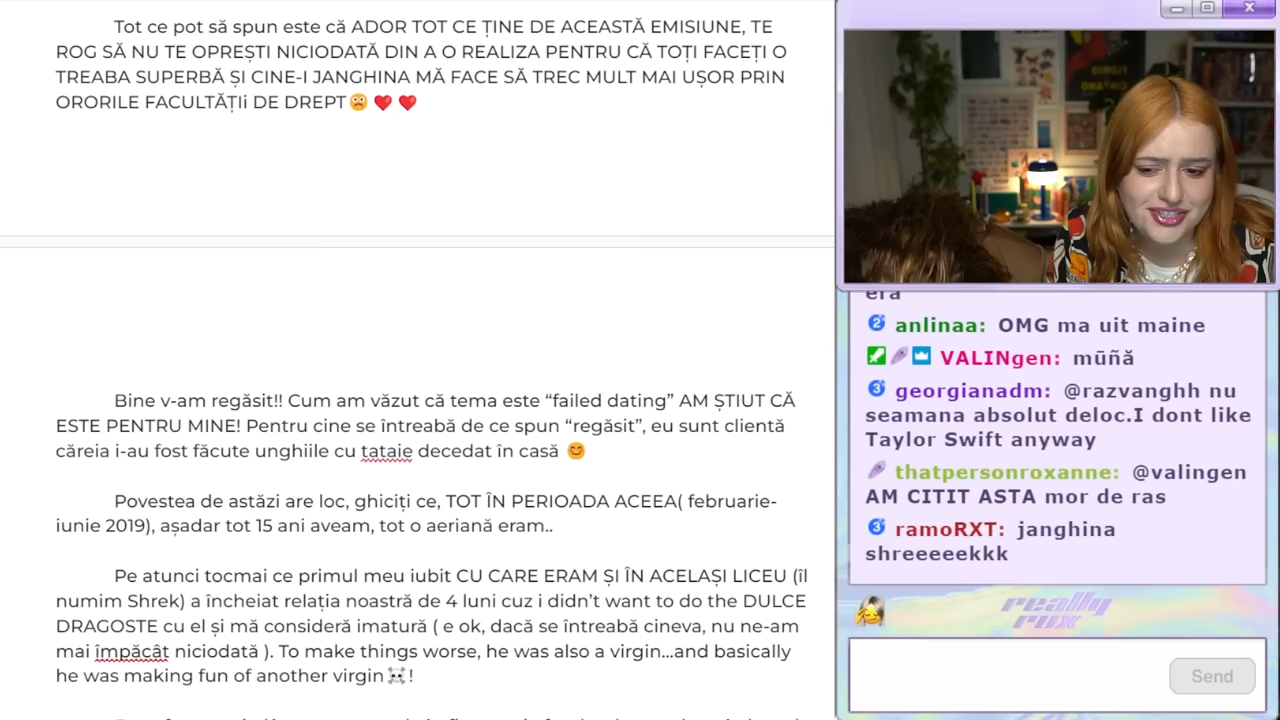 Tot ce pot să spun este că ADOR TOT CE ȚINE DE ACEASTĂ EMISIUNE, TE
ROG SĂ NU TE OPREȘTI NICIODATĂ DIN A O REALIZA PENTRU CĂ TOȚI FACEȚI O
TREABA SUPERBĂ ȘI CINE-I JANGHINA MĂ FACE SĂ TREC MULT MAI UȘOR PRIN
ORORILE FACULTĂȚIi DE DREPT🙁 ❤️ ❤️
Bine v-am regăsit!! Cum am văzut că tema este “failed dating” AM ȘTIUT CĂ
ESTE PENTRU MINE! Pentru cine se întreabă de ce spun “regăsit”, eu sunt clientă
căreia i-au fost făcute unghiile cu tataie decedat în casă 😊
Povestea de astăzi are loc, ghiciți ce, TOT ÎN PERIOADA ACEEA( februarie-
iunie 2019), așadar tot 15 ani aveam, tot o aeriană eram..
Pe atunci tocmai ce primul meu iubit CU CARE ERAM ȘI ÎN ACELAȘI LICEU (îl
numim Shrek) a încheiat relația noastră de 4 luni cuz i didn’t want to do the DULCE
DRAGOSTE cu el și mă consideră imatură ( e ok, dacă se întreabă cineva, nu ne-am
mai împăcât niciodată ). To make things worse, he was also a virgin...and basically
he was making fun of another virgin☠️!
era
anlinaa: OMG ma uit maine
VALINgen: mūñă
georgianadm: @razvanghh nu
seamana absolut deloc.I dont like
Taylor Swift anyway
thatpersonroxanne: @valingen
AM CITIT ASTA mor de ras
ramoRXT: janghina
shreeeeekkk
really
rux
Send